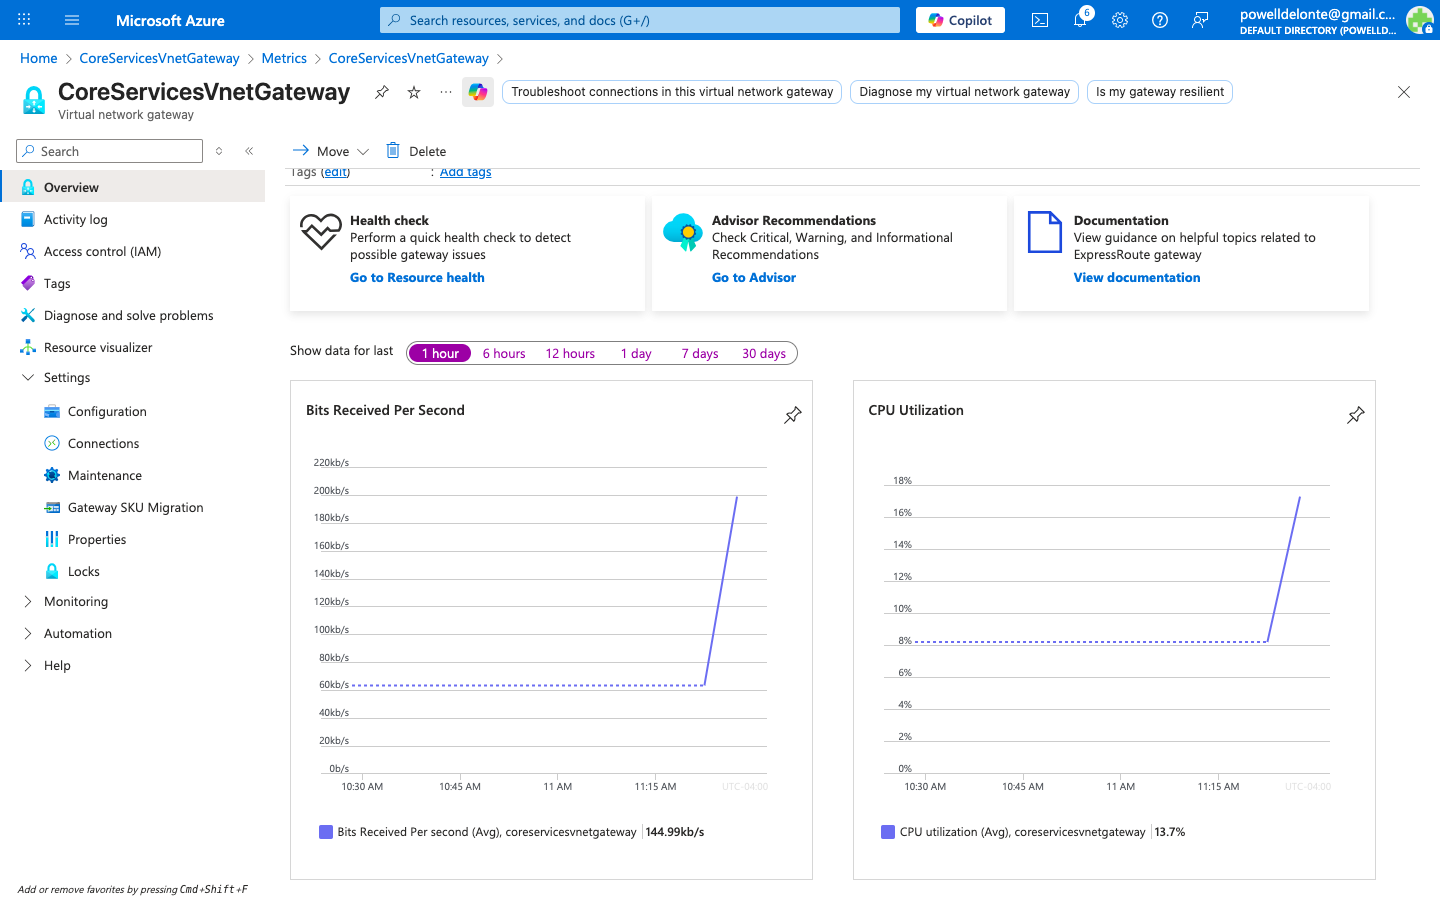 Microsoft Azure
Search resources, services, and docs (G+/)
Copilot
6
powelldelonte@gmail.c...
DEFAULT DIRECTORY (POWELLD...
Home > CoreServicesVnetGateway > Metrics > CoreServicesVnetGateway >
CoreServicesVnetGateway
...
Troubleshoot connections in this virtual network gateway
Diagnose my virtual network gateway
Is my gateway resilient
Virtual network gateway
Search
Move
Delete
Overview
Activity log
Access control (IAM)
Tags
Diagnose and solve problems
Resource visualizer
Settings
Configuration
Connections
Maintenance
Gateway SKU Migration
Properties
Locks
Monitoring
Automation
Help
Add or remove favorites by pressing Cmd+Shift+F
Tags (edit) : Add tags
Health check
Perform a quick health check to detect
possible gateway issues
Go to Resource health
Advisor Recommendations
Check Critical, Warning, and Informational
Recommendations
Go to Advisor
Documentation
View guidance on helpful topics related to
ExpressRoute gateway
View documentation
Show data for last
1 hour
6 hours
12 hours
1 day
7 days
30 days
Bits Received Per Second
220kb/s
200kb/s
180kb/s
160kb/s
140kb/s
120kb/s
100kb/s
80kb/s
60kb/s
40kb/s
20kb/s
0b/s
10:30 AM
10:45 AM
11 AM
11:15 AM
UTC-04:00
Bits Received Per second (Avg), coreservicesvnetgateway | 144.99kb/s
CPU Utilization
18%
16%
14%
12%
10%
8%
6%
4%
2%
0%
10:30 AM
10:45 AM
11 AM
11:15 AM
UTC-04:00
CPU utilization (Avg), coreservicesvnetgateway | 13.7%